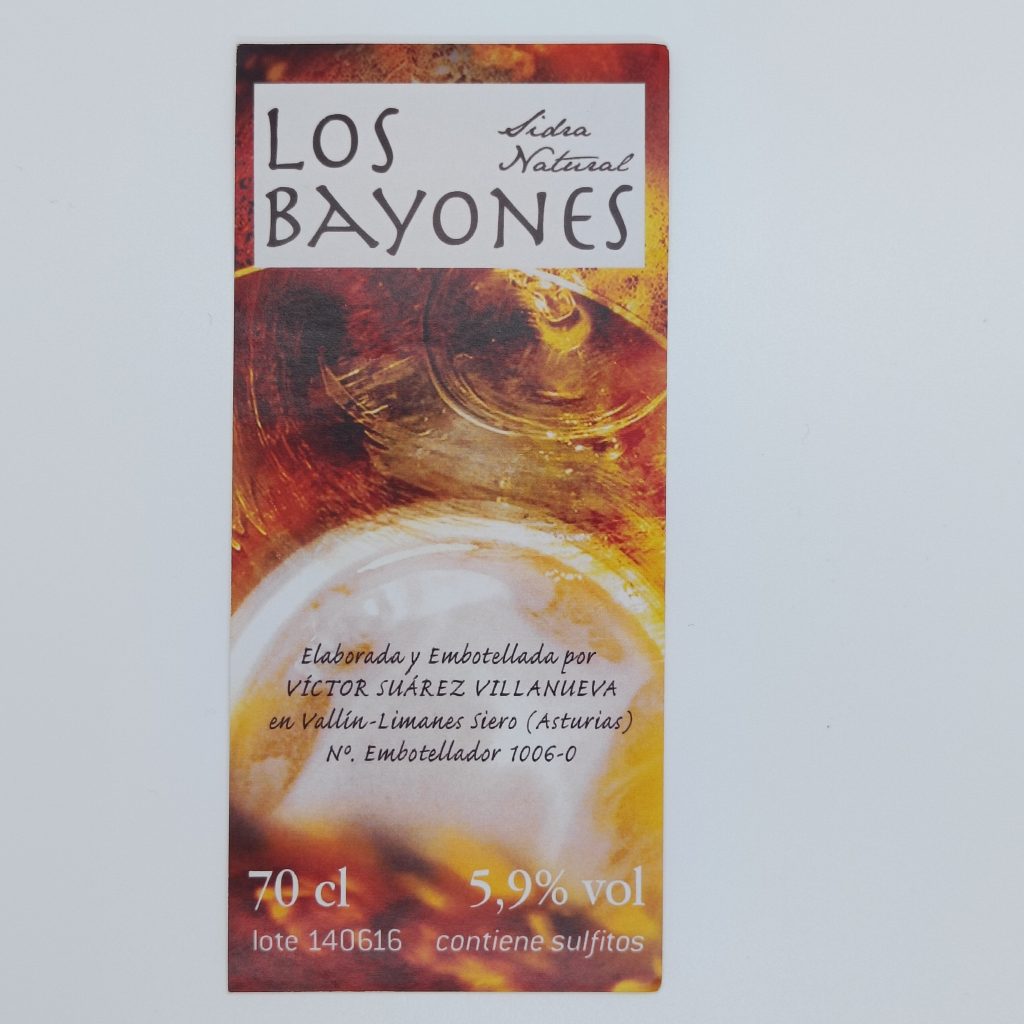 LOS
Sidra
Natural
BAYONES
Elaborada y Embotellada por
VÍCTOR SUÁREZ VILLANUEVA
en Vallín-Limanes Siero (Asturias)
Nº. Embotellador 1006-0
70 cl 5,9% vol
lote 140616 contiene sulfitos